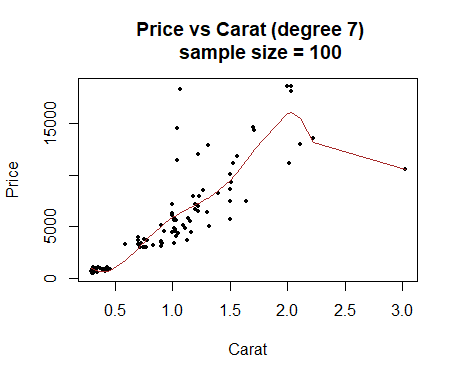 Price vs Carat (degree 7)
sample size = 100
15000
5000
0
Price
0.5 1.0 1.5 2.0 2.5 3.0
Carat